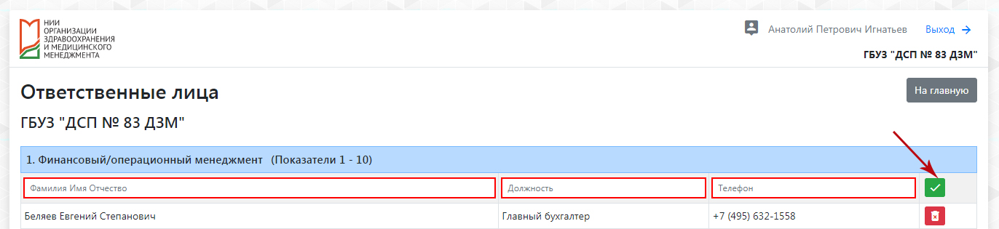 НИИ
ОРГАНИЗАЦИИ
ЗДРАВООХРАНЕНИЯ
И МЕДИЦИНСКОГО
МЕНЕДЖМЕНТА
Анатолий Петрович Игнатьев Выход
ГБУЗ "ДСП № 83 ДЗМ"
Ответственные лица
На главную
ГБУЗ "ДСП № 83 ДЗМ"
1. Финансовый/операционный менеджмент (Показатели 1 - 10)
Фамилия Имя Отчество Должность Телефон
Беляев Евгений Степанович Главный бухгалтер +7 (495) 632-1558